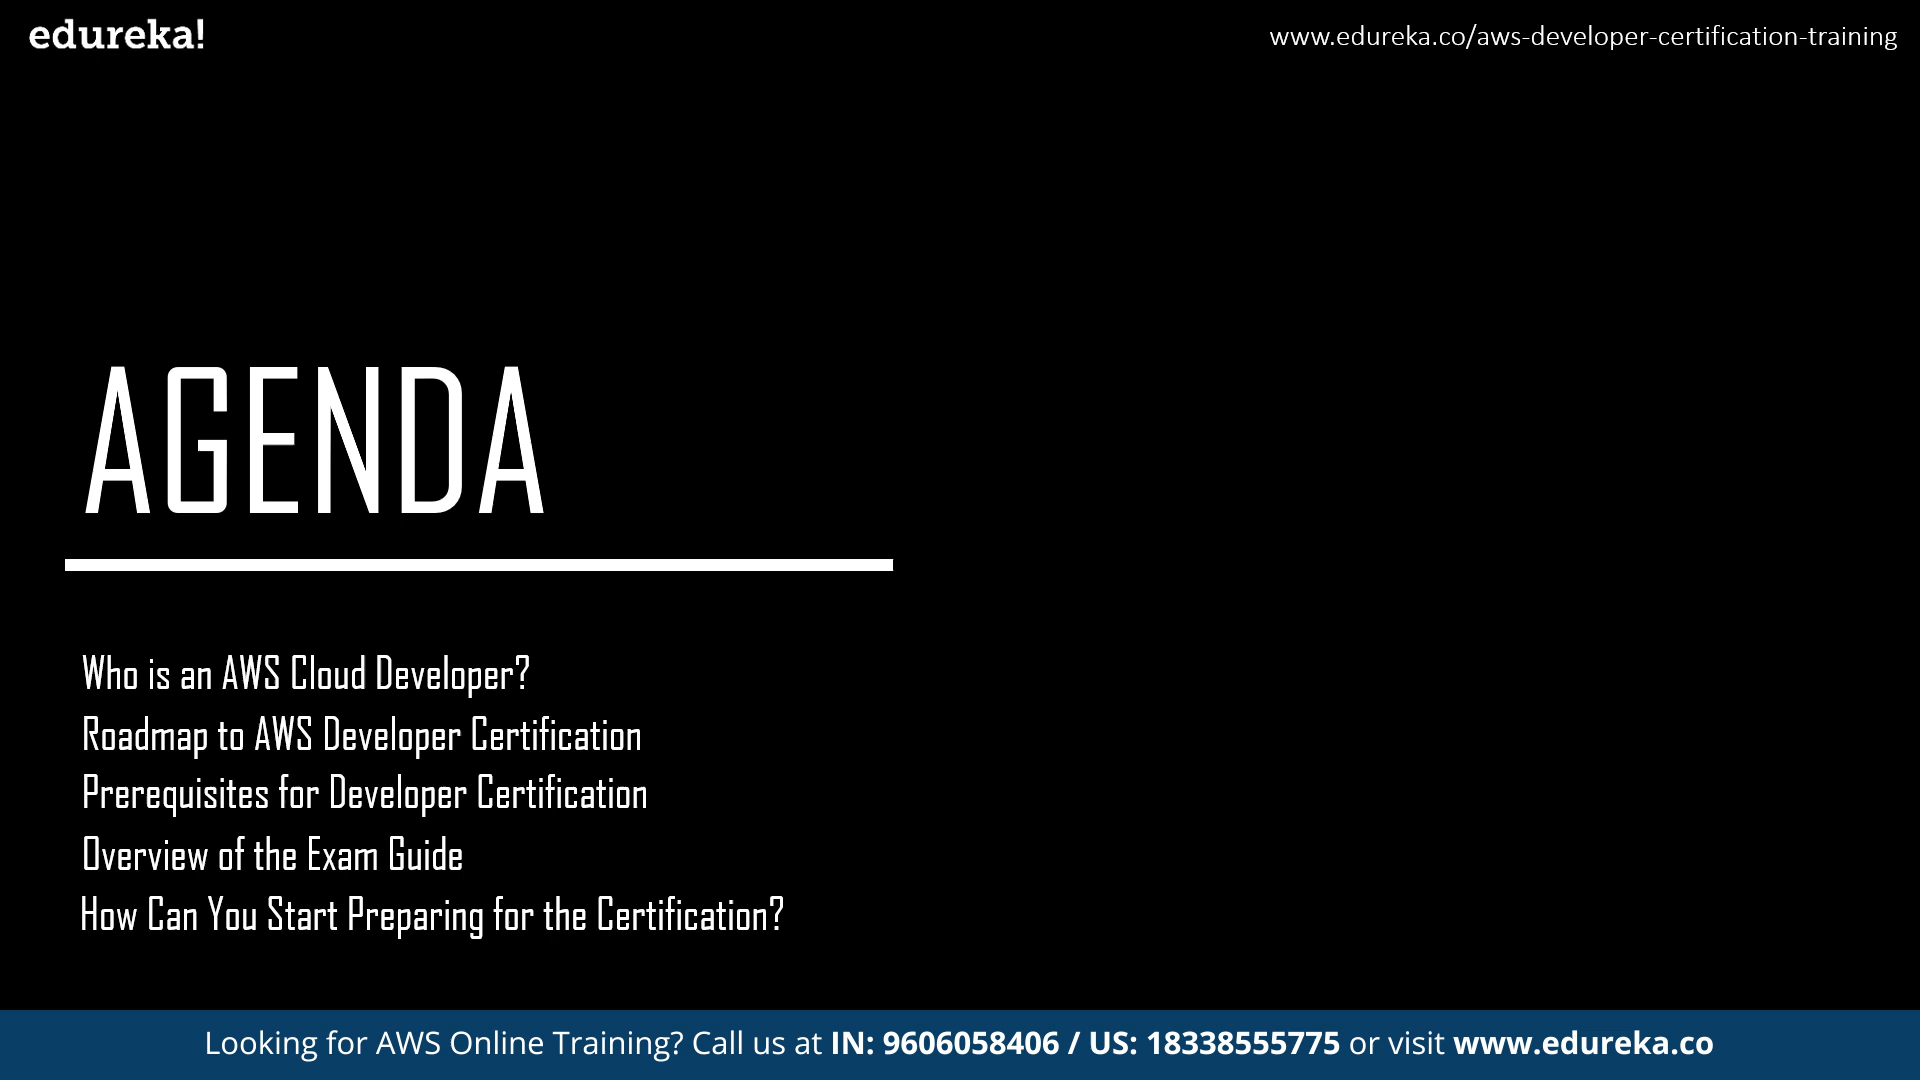 edureka!
www.edureka.co/aws-developer-certification-training
AGENDA
Who is an AWS Cloud Developer?
Roadmap to AWS Developer Certification
Prerequisites for Developer Certification
Overview of the Exam Guide
How Can You Start Preparing for the Certification?
Looking for AWS Online Training? Call us at IN: 9606058406 / US: 18338555775 or visit www.edureka.co